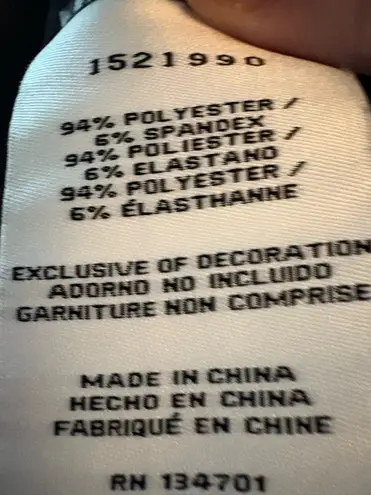 1521990
94% POLYESTER /
6% SPANDEX
94% POLIESTER /
6% ELASTANO
94% POLYESTER /
6% ÉLASTHANNE
EXCLUSIVE OF DECORATION
ADORNO NO INCLUIDO
GARNITURE NON COMPRISE
MADE IN CHINA
HECHO EN CHINA
FABRIQUÉ EN CHINE
RN 134701